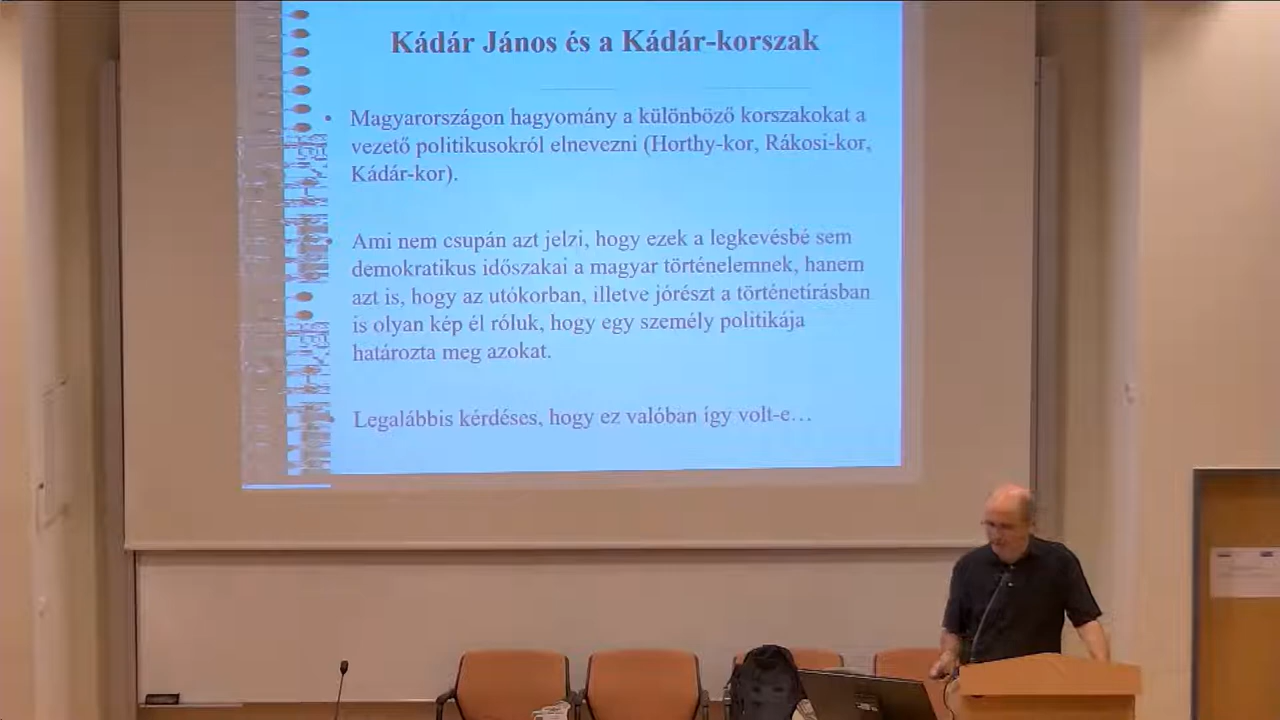 Kádár János és a Kádár-korszak
• Magyarországon hagyomány a különböző korszakokat a
vezető politikusokról elnevezni (Horthy-kor, Rákosi-kor,
Kádár-kor).
• Ami nem csupán azt jelzi, hogy ezek a legkevésbé sem
demokratikus időszakai a magyar történelemnek, hanem
azt is, hogy az utókorban, illetve jórészt a történetírásban
is olyan kép él róluk, hogy egy személy politikája
határozta meg azokat.
• Legalábbis kérdéses, hogy ez valóban így volt-e…